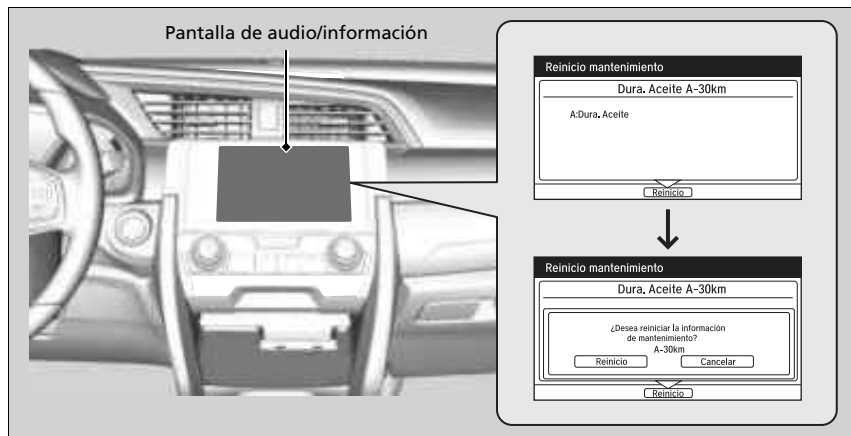 Pantalla de audio/información
Reinicio mantenimiento
Dura. Aceite A-30km
A:Dura. Aceite
Reinicio
Reinicio mantenimiento
Dura. Aceite A-30km
¿Desea reiniciar la información
de mantenimiento?
A-30km
Reinicio Cancelar
Reinicio